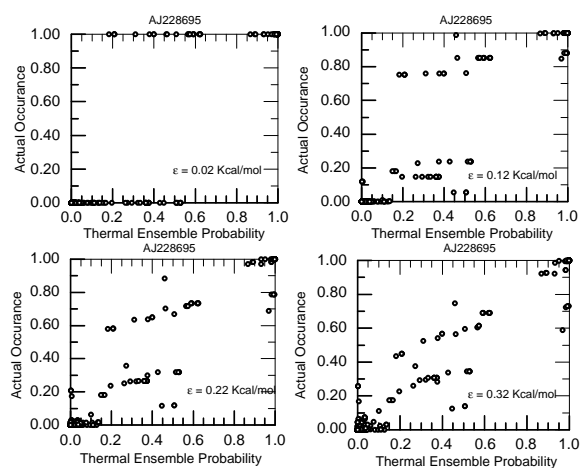 AJ228695
AJ228695
1.00
0.80
0.60
0.40
0.20
0.00
Actual Occurance
ε = 0.02 Kcal/mol
0.0 0.2 0.4 0.6 0.8 1.0
Thermal Ensemble Probability
1.00
0.80
0.60
0.40
0.20
0.00
Actual Occurance
ε = 0.12 Kcal/mol
0.0 0.2 0.4 0.6 0.8 1.0
Thermal Ensemble Probability
AJ228695
AJ228695
1.00
0.80
0.60
0.40
0.20
0.00
Actual Occurance
ε = 0.22 Kcal/mol
0.0 0.2 0.4 0.6 0.8 1.0
Thermal Ensemble Probability
1.00
0.80
0.60
0.40
0.20
0.00
Actual Occurance
ε = 0.32 Kcal/mol
0.0 0.2 0.4 0.6 0.8 1.0
Thermal Ensemble Probability